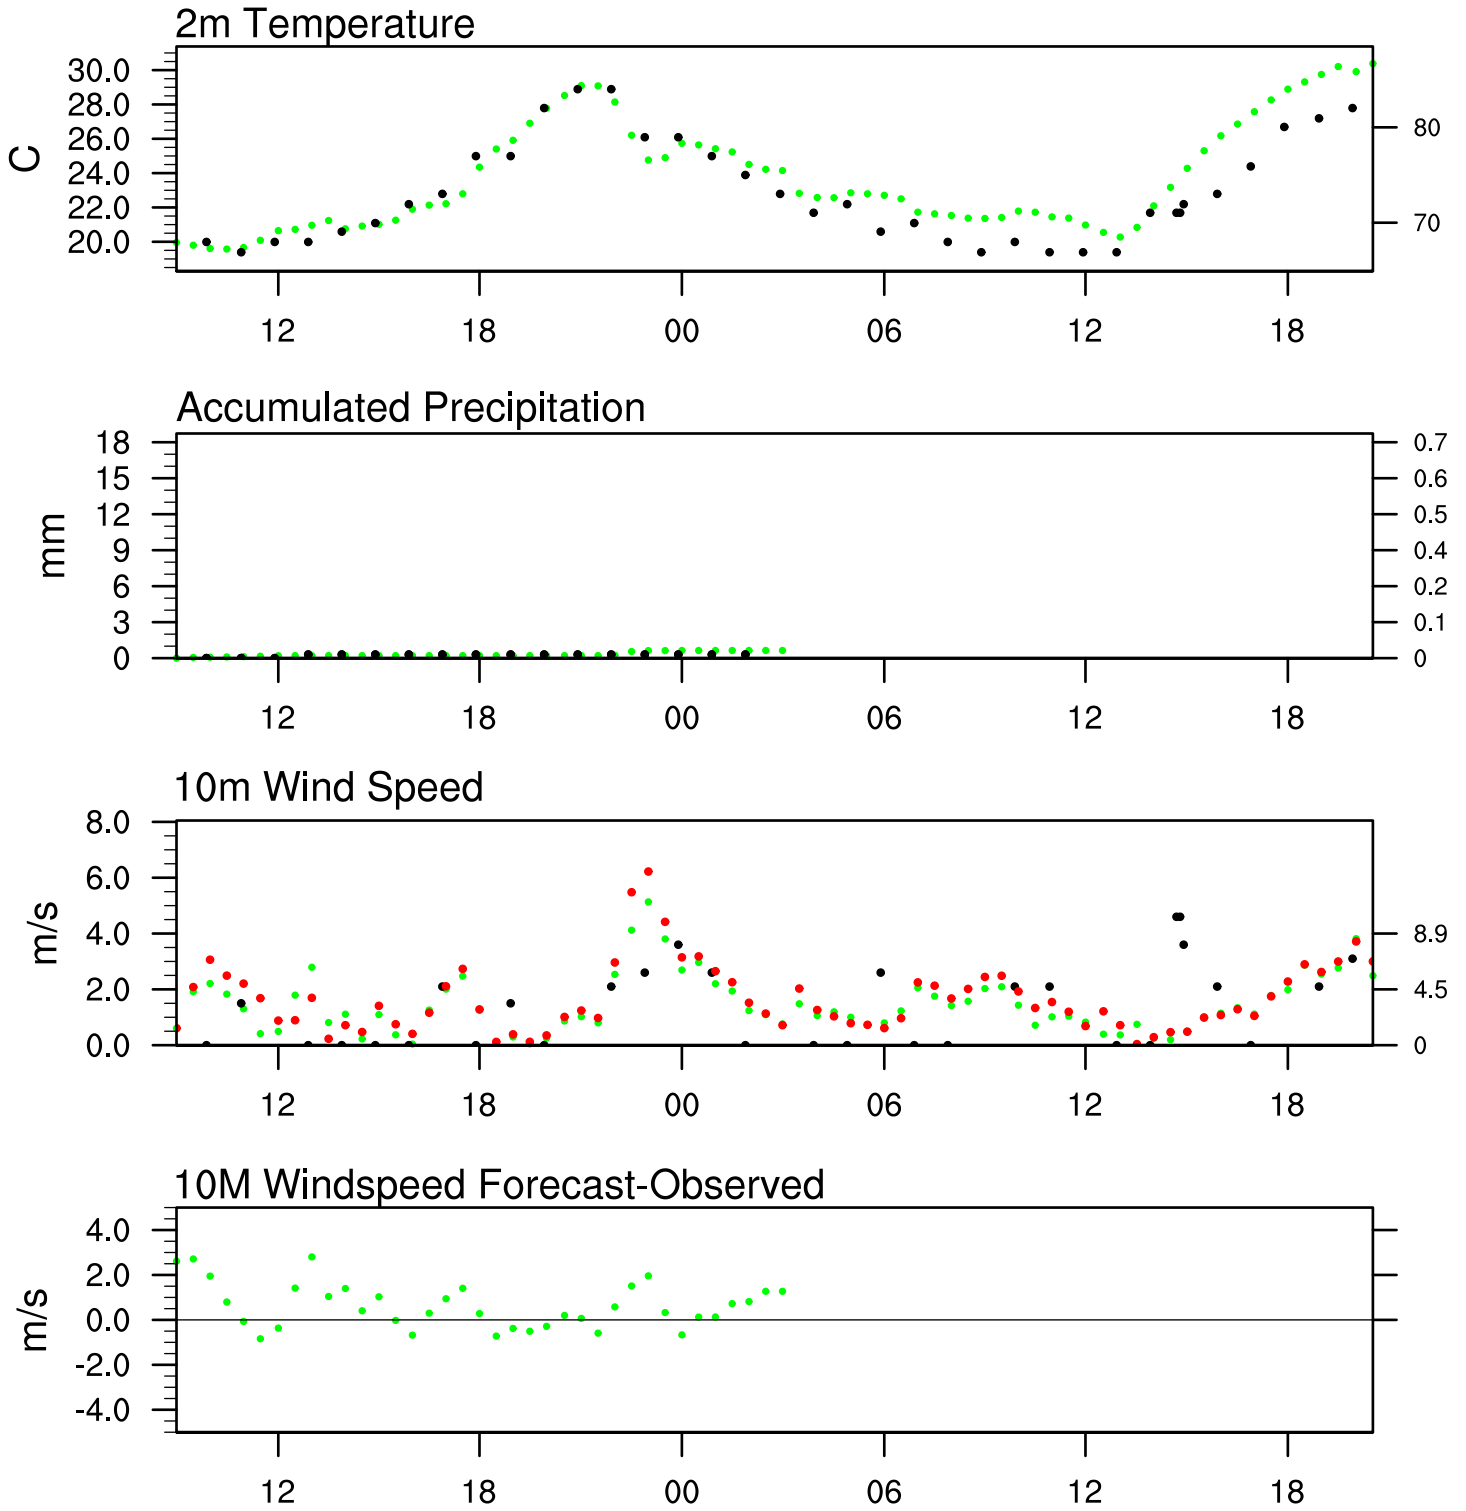 2m Temperature
30.0
28.0
26.0
24.0
22.0
20.0
C
80
70
12 18 00 06 12 18
Accumulated Precipitation
18
15
12
9
6
3
0
mm
0.7
0.6
0.5
0.4
0.2
0.1
0
12 18 00 06 12 18
10m Wind Speed
8.0
6.0
4.0
2.0
0.0
m/s
8.9
4.5
0
12 18 00 06 12 18
10M Windspeed Forecast-Observed
4.0
2.0
0.0
-2.0
-4.0
m/s
12 18 00 06 12 18